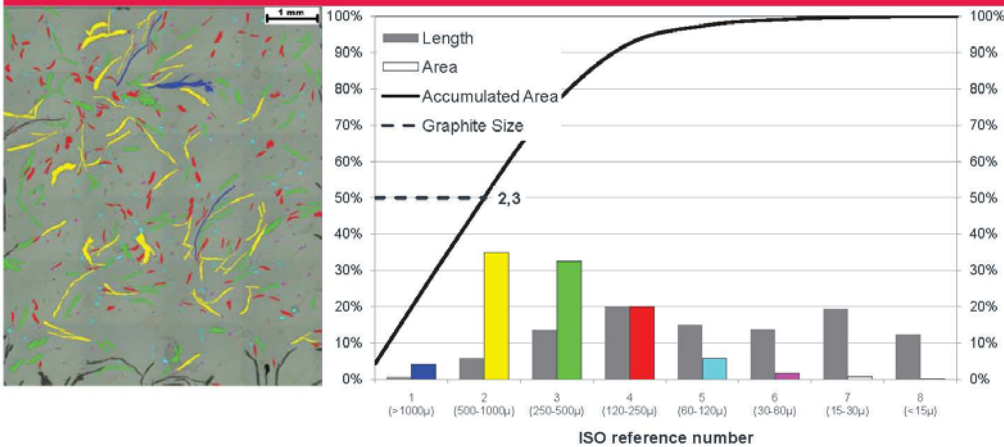 1 mm
100%
90%
80%
70%
60%
50%
40%
30%
20%
10%
0%
Length
Area
Accumulated Area
Graphite Size
2,3
100%
90%
80%
70%
60%
50%
40%
30%
20%
10%
0%
1 2 3 4 5 6 7 8
(>1000µ) (500-1000µ) (250-500µ) (120-250µ) (60-120µ) (30-60µ) (15-30µ) (<15µ)
ISO reference number